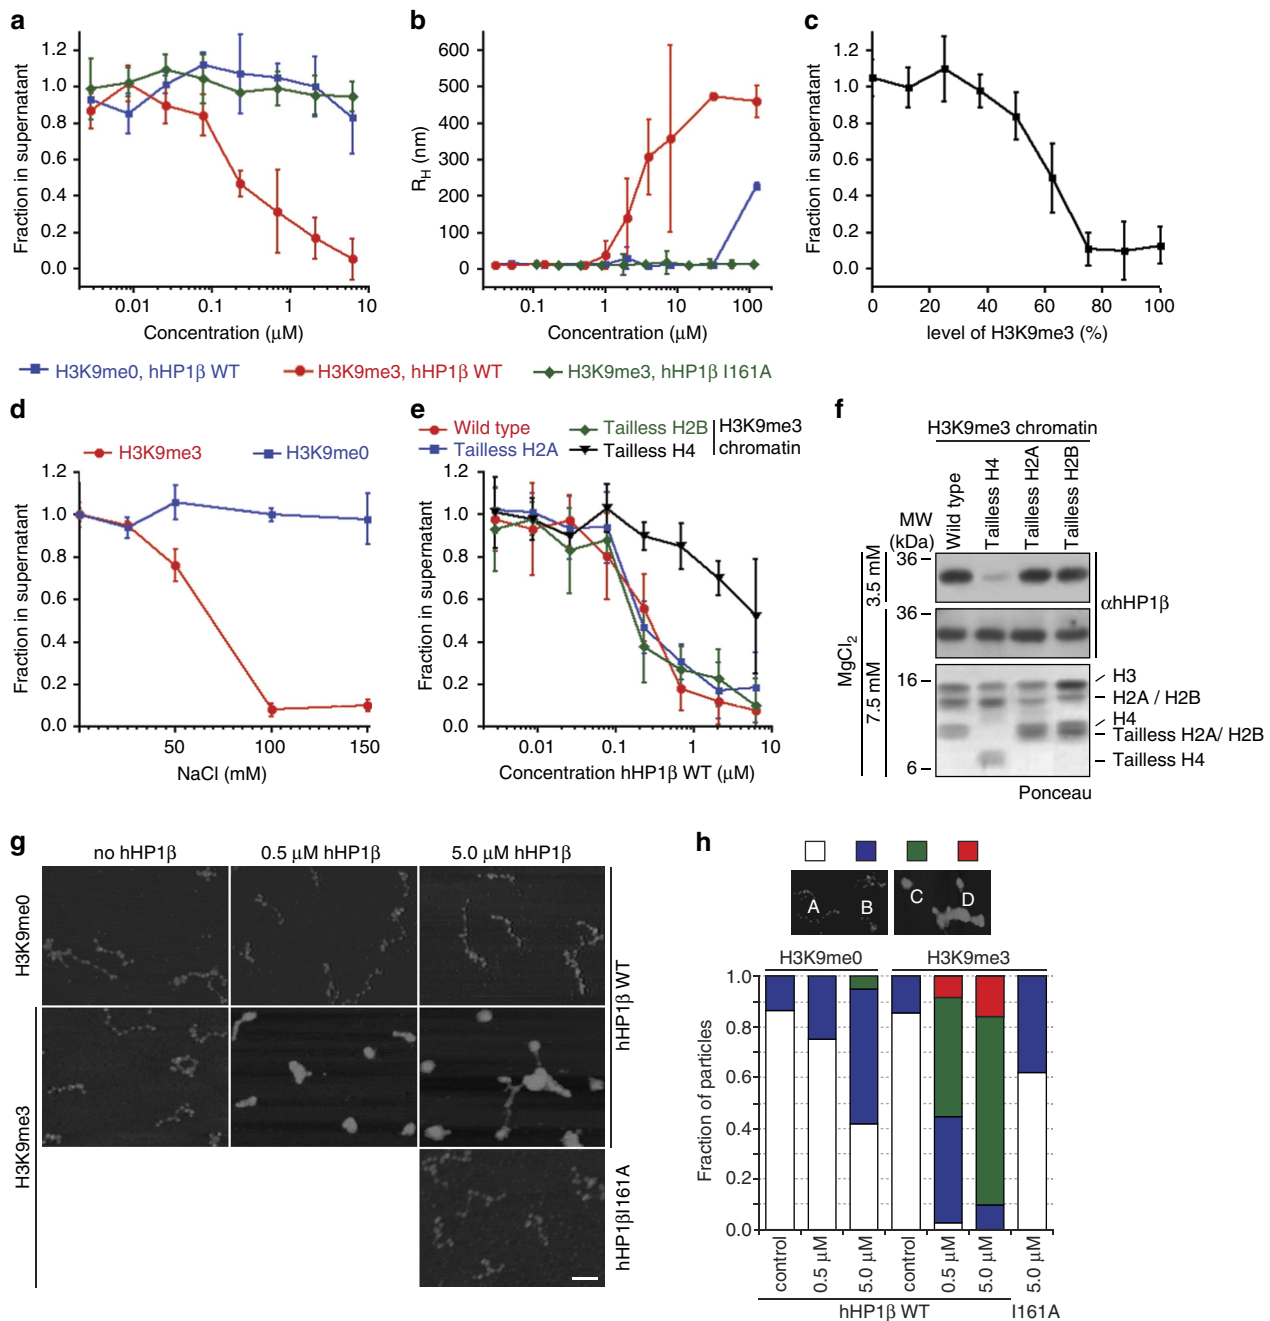 a
1.2
1.0
0.8
0.6
0.4
0.2
0.0
Fraction in supernatant
0.01 0.1 1 10
Concentration (μM)
b
600
500
400
300
200
100
0
R_H (nm)
0.1 1 10 100
Concentration (μM)
c
1.2
1.0
0.8
0.6
0.4
0.2
0.0
Fraction in supernatant
0 20 40 60 80 100
level of H3K9me3 (%)
H3K9me0, hHP1β WT
H3K9me3, hHP1β WT
H3K9me3, hHP1β I161A
d
H3K9me3
H3K9me0
1.2
1.0
0.8
0.6
0.4
0.2
0.0
Fraction in supernatant
50 100 150
NaCl (mM)
e
Wild type
Tailless H2A
Tailless H2B
Tailless H4
H3K9me3
chromatin
1.2
1.0
0.8
0.6
0.4
0.2
0.0
Fraction in supernatant
0.01 0.1 1 10
Concentration hHP1β WT (μM)
f
H3K9me3 chromatin
Wild type
Tailless H4
Tailless H2A
Tailless H2B
MW
(kDa)
36
36
16
6
MgCl2
3.5 mM
7.5 mM
αhHP1β
H3
H2A / H2B
H4
Tailless H2A/ H2B
Tailless H4
Ponceau
g
no hHP1β
0.5 μM hHP1β
5.0 μM hHP1β
H3K9me0
H3K9me3
hHP1β WT
hHP1βI161A
h
A
B
C
D
H3K9me0
H3K9me3
1.0
0.8
0.6
0.4
0.2
0.0
Fraction of particles
control
0.5 μM
5.0 μM
control
0.5 μM
5.0 μM
5.0 μM
hHP1β WT
I161A